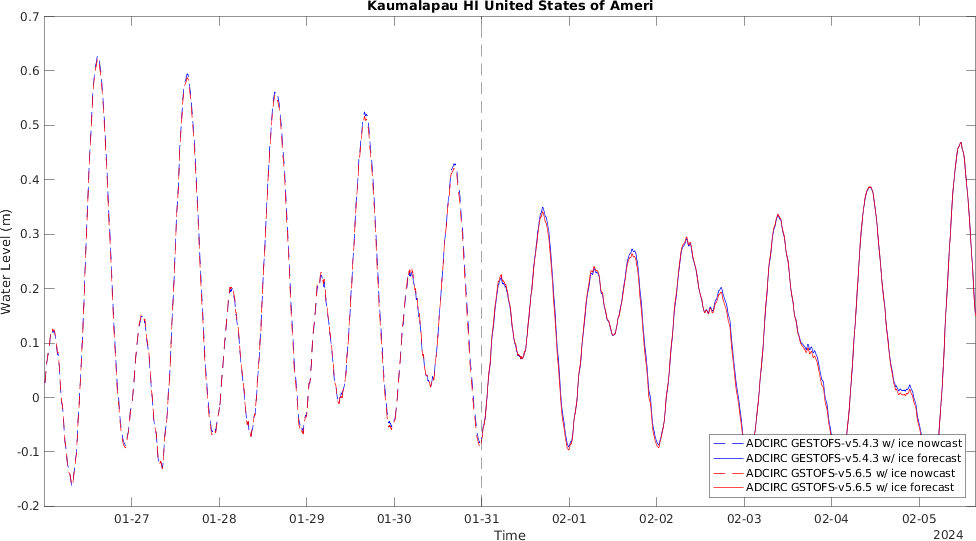 Kaumalapau HI United States of Ameri
0.7
0.6
0.5
0.4
0.3
0.2
0.1
0
-0.1
-0.2
Water Level (m)
ADCIRC GESTOFS-v5.4.3 w/ ice nowcast
ADCIRC GESTOFS-v5.4.3 w/ ice forecast
ADCIRC GSTOFS-v5.6.5 w/ ice nowcast
ADCIRC GSTOFS-v5.6.5 w/ ice forecast
01-27 01-28 01-29 01-30 01-31 02-01 02-02 02-03 02-04 02-05
Time
2024